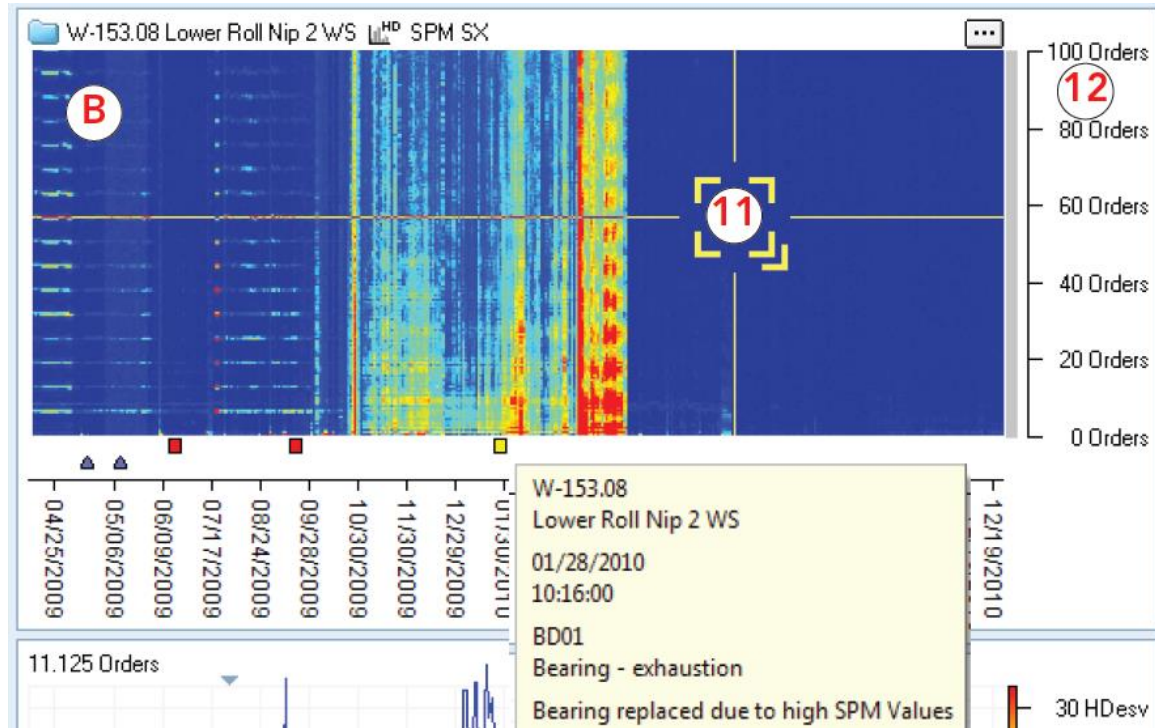 W-153.08 Lower Roll Nip 2 WS HD SPM SX
...
100 Orders
12
B
80 Orders
11
60 Orders
40 Orders
20 Orders
0 Orders
04/25/2009
05/06/2009
06/09/2009
07/17/2009
08/24/2009
09/28/2009
10/30/2009
11/30/2009
12/29/2009
12/19/2010
W-153.08
Lower Roll Nip 2 WS
01/28/2010
10:16:00
BD01
Bearing - exhaustion
Bearing replaced due to high SPM Values
11.125 Orders
30 HDesv